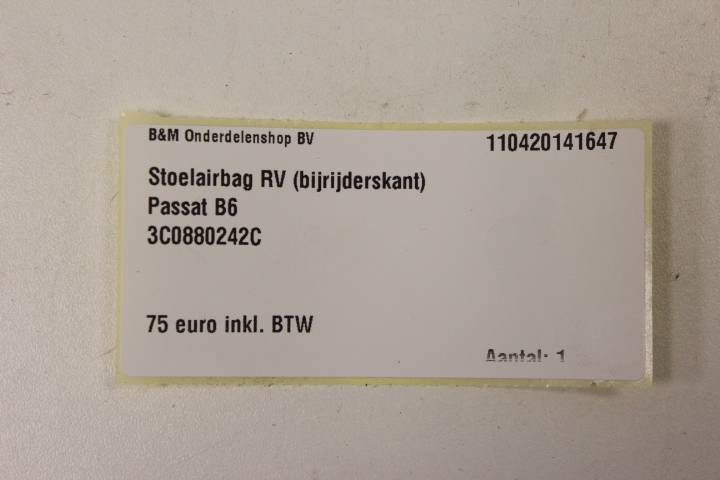 B&M Onderdelenshop BV
110420141647
Stoelairbag RV (bijrijderskant)
Passat B6
3C0880242C
75 euro inkl. BTW
Aantal: 1